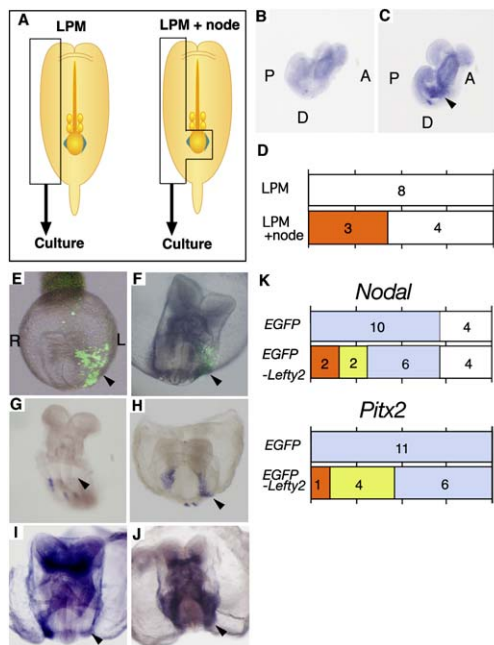 A
LPM
LPM + node
Culture
Culture
B
P
A
D
C
P
A
D
D
LPM
8
LPM
+node
3
4
E
R
L
F
G
H
I
J
K
Nodal
EGFP
10
4
EGFP
-Lefty2
2
2
6
4
Pitx2
EGFP
11
EGFP
-Lefty2
1
4
6